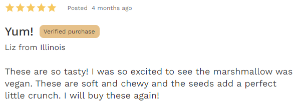 Posted 4 months ago
Yum! Verified purchase
Liz from Illinois
These are so tasty! I was so excited to see the marshmallow was
vegan. These are soft and chewy and the seeds add a perfect
little crunch. I will buy these again!